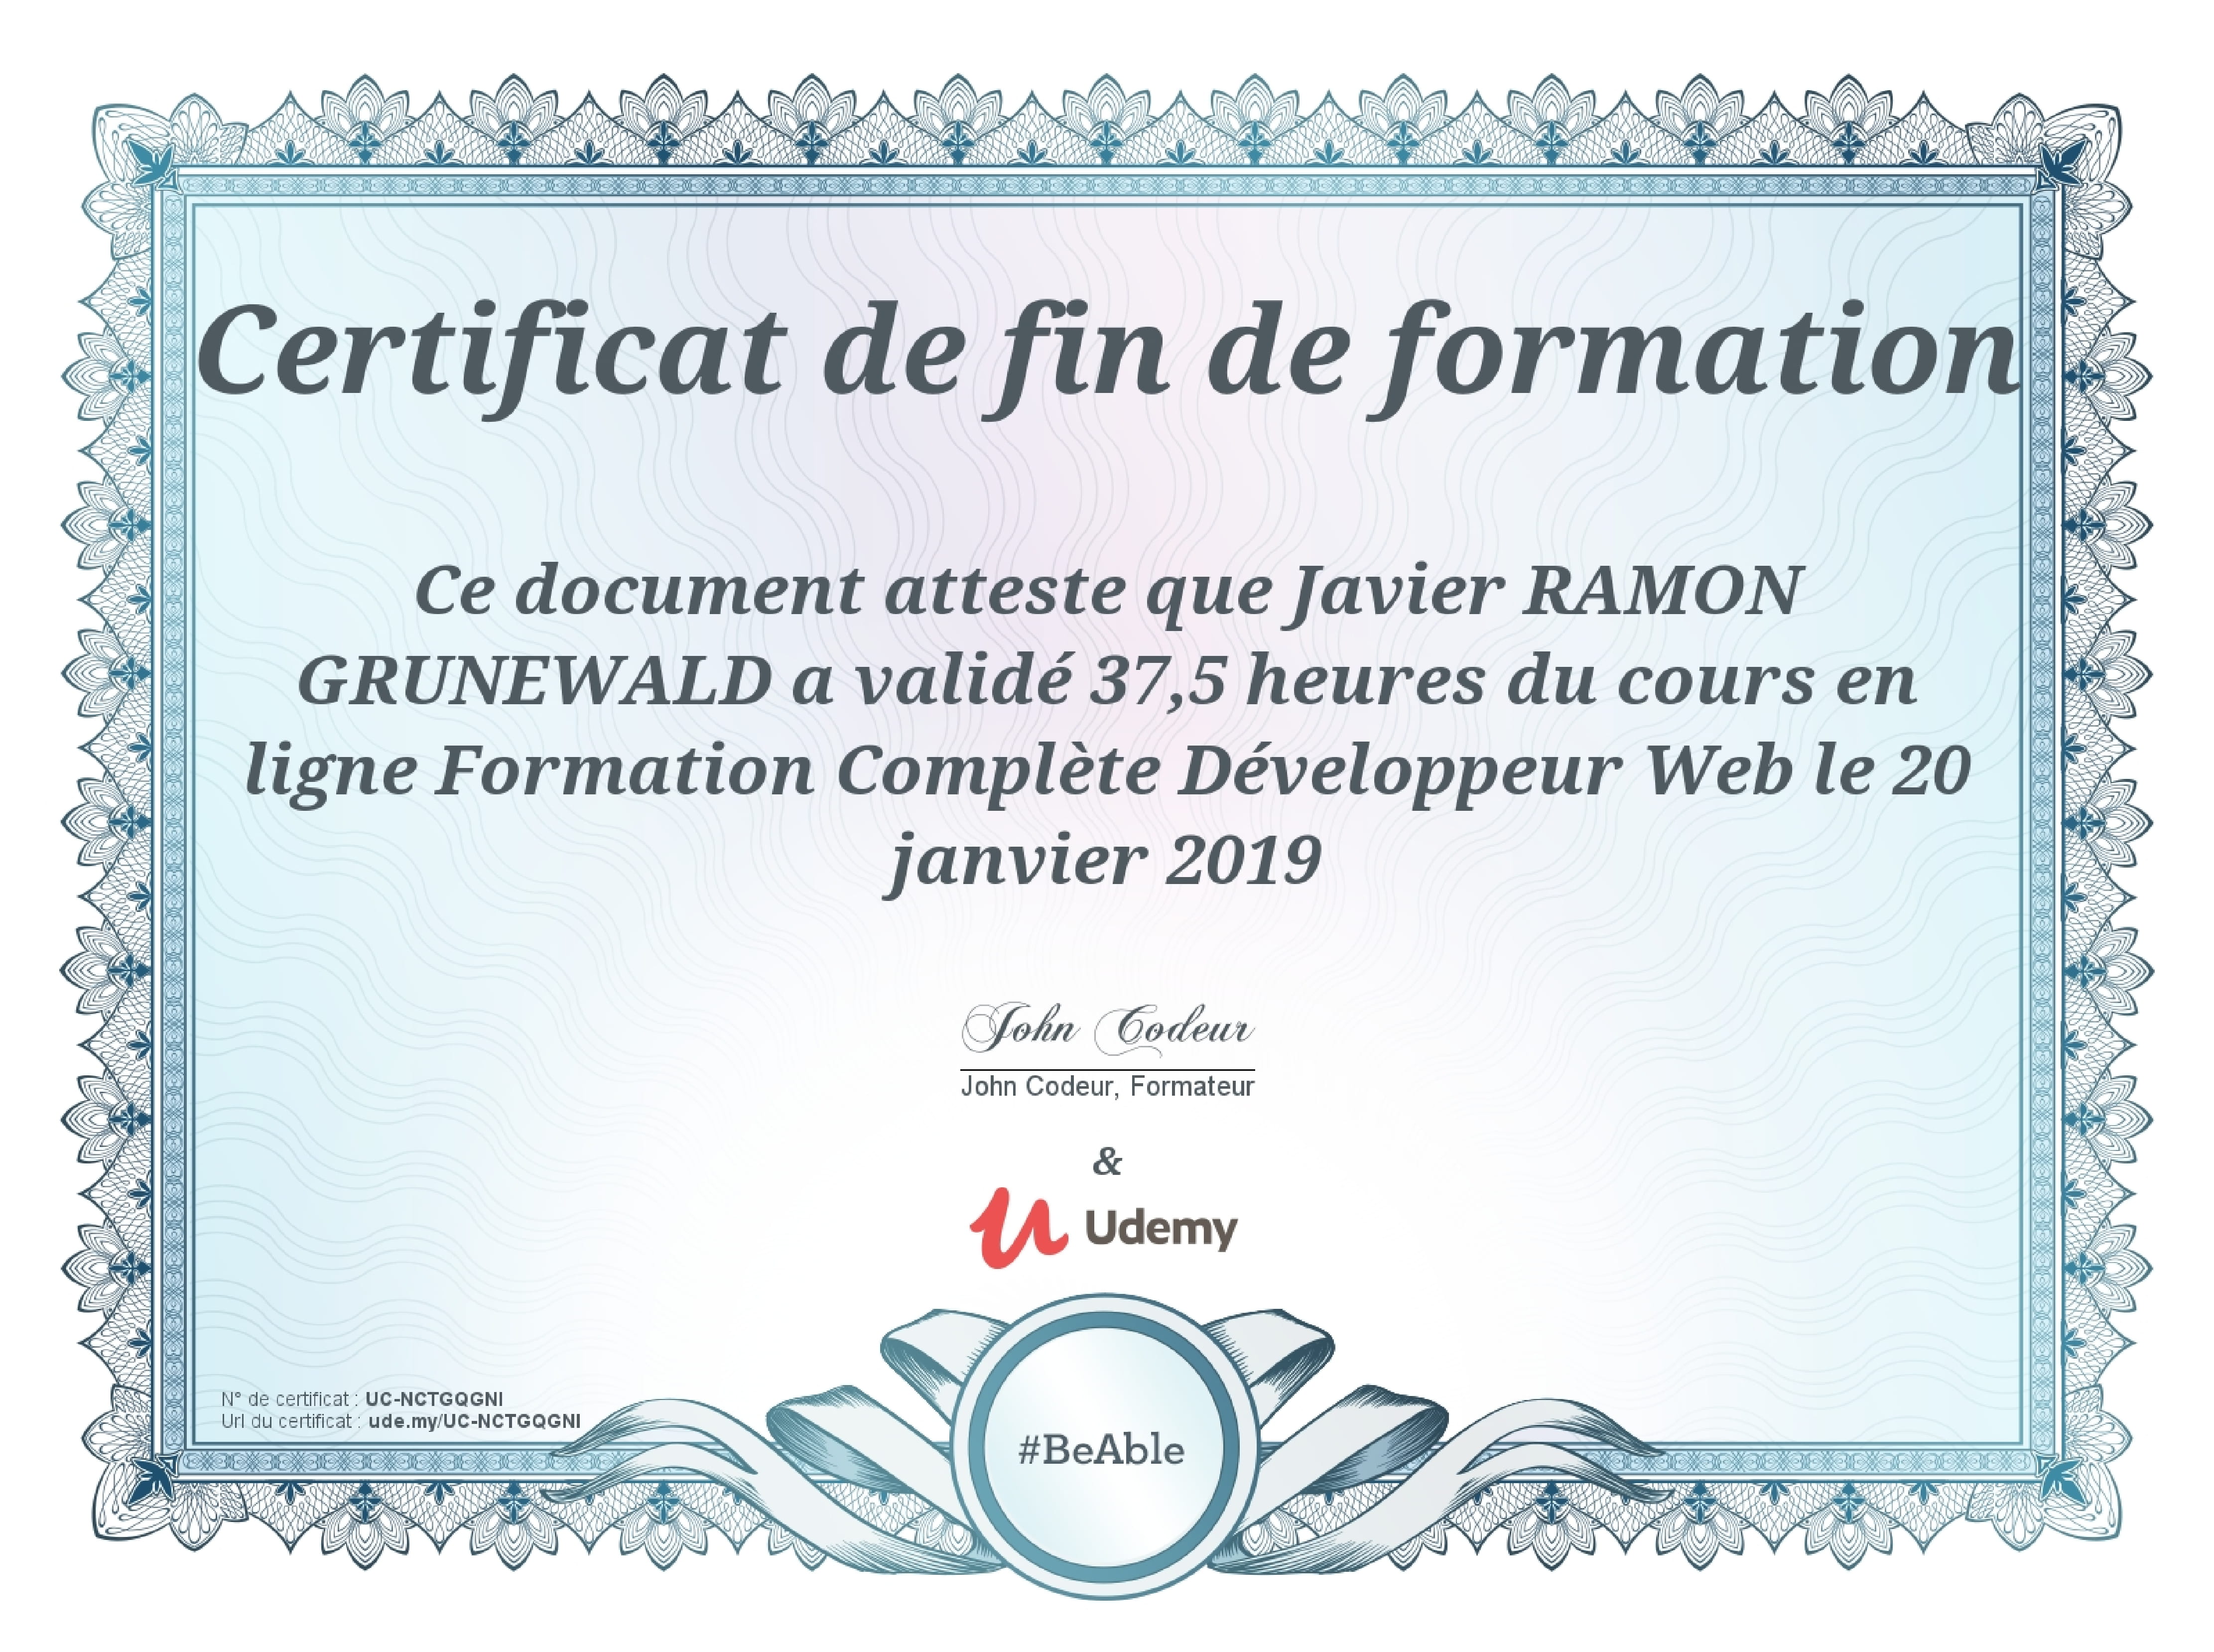 Certificat de fin de formation
Ce document atteste que Javier RAMON
GRUNEWALD a validé 37,5 heures du cours en
ligne Formation Complète Développeur Web le 20
janvier 2019
John Codeur
John Codeur, Formateur
&
Udemy
N° de certificat : UC-NCTGQGNI
Url du certificat : ude.my/UC-NCTGQGNI
#BeAble